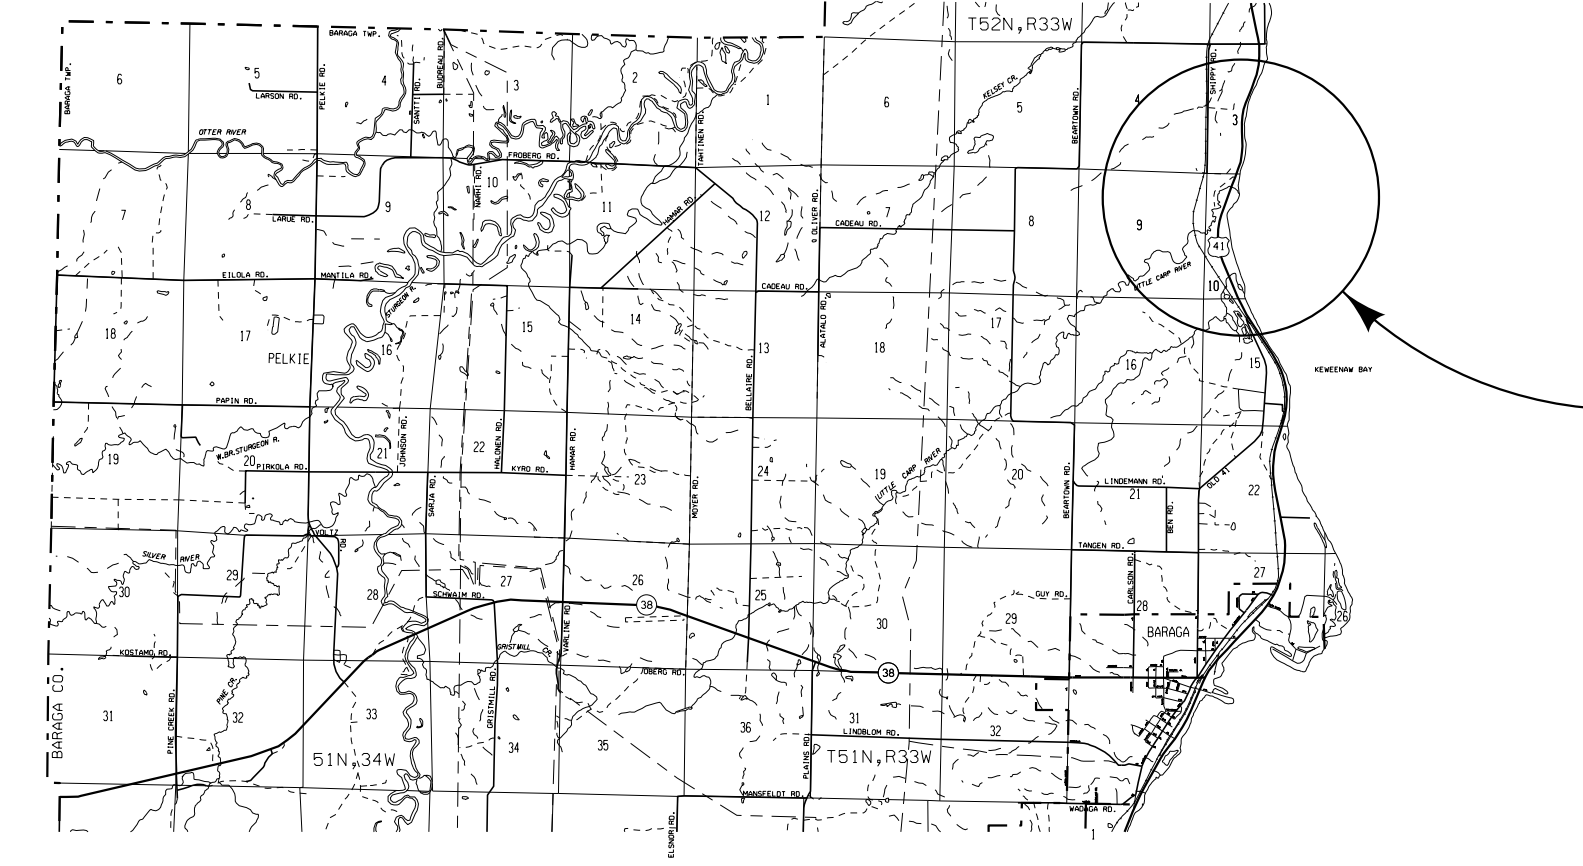 T52N,R33W
BARAGA TWP.
BARAGA TWP.
6
5
4
3
2
1
6
5
4
3
LARSON RD.
PELKIE RD.
SANTTI RD.
BUDREAU RD.
KELSEY CR.
BEARTOWN RD.
SHIPPY RD.
OTTER RIVER
FROBERG RD.
TAHTINEN RD.
NARHI RD.
7
8
9
10
11
12
7
8
9
LARUE RD.
HAMAR RD.
OLIVER RD.
CADEAU RD.
41
EILOLA RD.
MANTILA RD.
STURGEON R.
CADEAU RD.
LITTLE CARP RIVER
10
18
17
16
15
14
13
18
17
16
15
PELKIE
ALATALO RD.
BELLAIRE RD.
KEWEENAW BAY
PAPIN RD.
W.BR.STURGEON R.
19
20
21
22
23
24
19
20
21
22
PIRKOLA RD.
JOHNSON RD.
HALONEN RD.
KYRO RD.
HAMAR RD.
SARJA RD.
MOYER RD.
LITTLE CARP RIVER
BEARTOWN RD.
LINDEMANN RD.
OLD 41
BEN RD.
VOLTZ RD.
TANGEN RD.
SILVER RIVER
30
29
28
27
26
25
30
29
28
27
26
SCHWAIM RD.
38
GUY RD.
CARLSON RD.
BARAGA
KOSTAMO RD.
GRISTMILL
VARLINE RD.
OBERG RD.
38
BARAGA CO.
PINE CREEK RD.
PINE CR.
GRISTMILL RD.
31
32
33
34
35
36
31
32
51N,34W
PLAINS RD.
LINDBLOM RD.
T51N,R33W
MANSFELDT RD.
ELSNORI RD.
WADAGA RD.
1